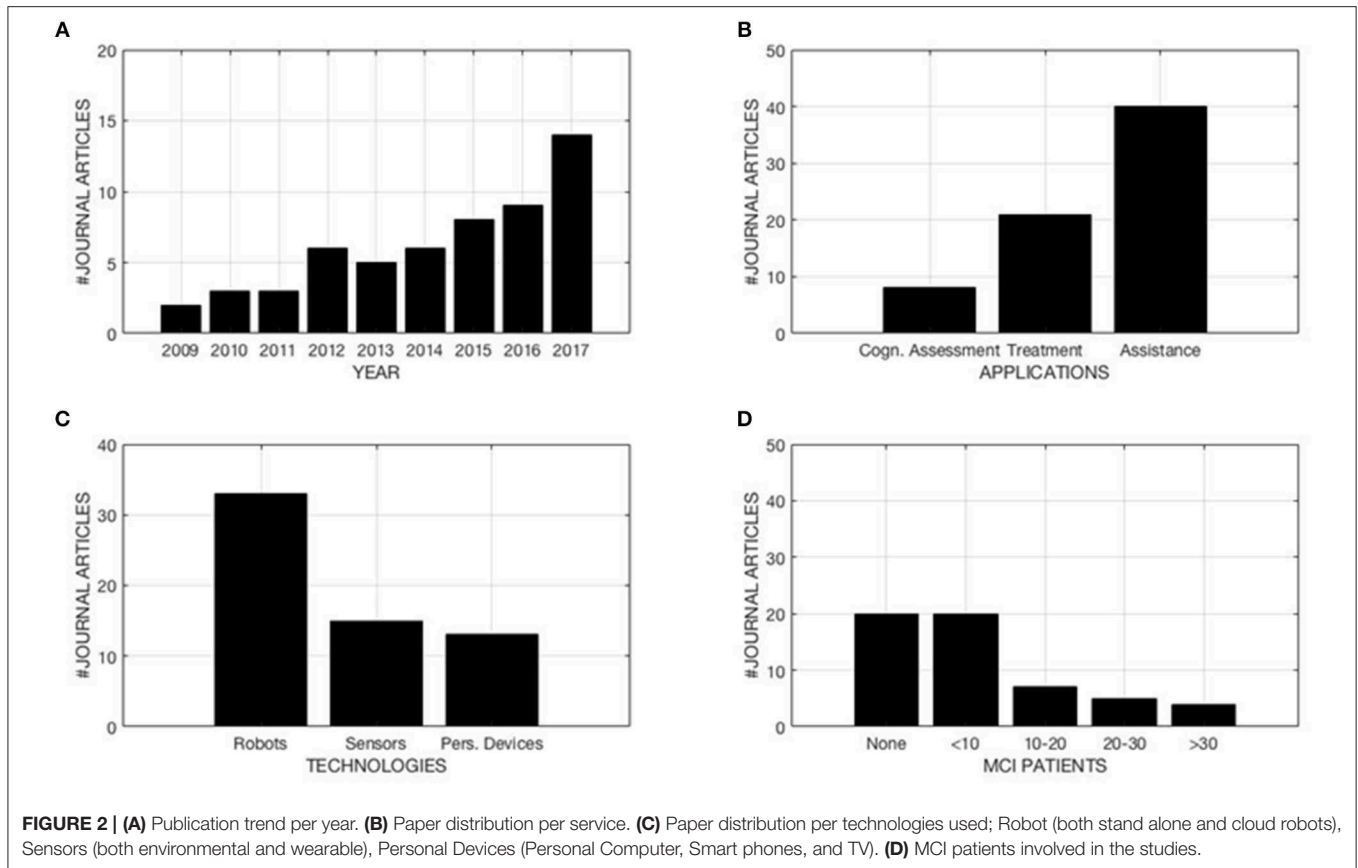 A
20
15
10
5
0
#JOURNAL ARTICLES
2009 2010 2011 2012 2013 2014 2015 2016 2017
YEAR
B
50
40
30
20
10
0
#JOURNAL ARTICLES
Cogn. Assessment Treatment Assistance
APPLICATIONS
C
40
30
20
10
0
#JOURNAL ARTICLES
Robots Sensors Pers. Devices
TECHNOLOGIES
D
50
40
30
20
10
0
#JOURNAL ARTICLES
None <10 10-20 20-30 >30
MCI PATIENTS
FIGURE 2 | (A) Publication trend per year. (B) Paper distribution per service. (C) Paper distribution per technologies used; Robot (both stand alone and cloud robots),
Sensors (both environmental and wearable), Personal Devices (Personal Computer, Smart phones, and TV). (D) MCI patients involved in the studies.